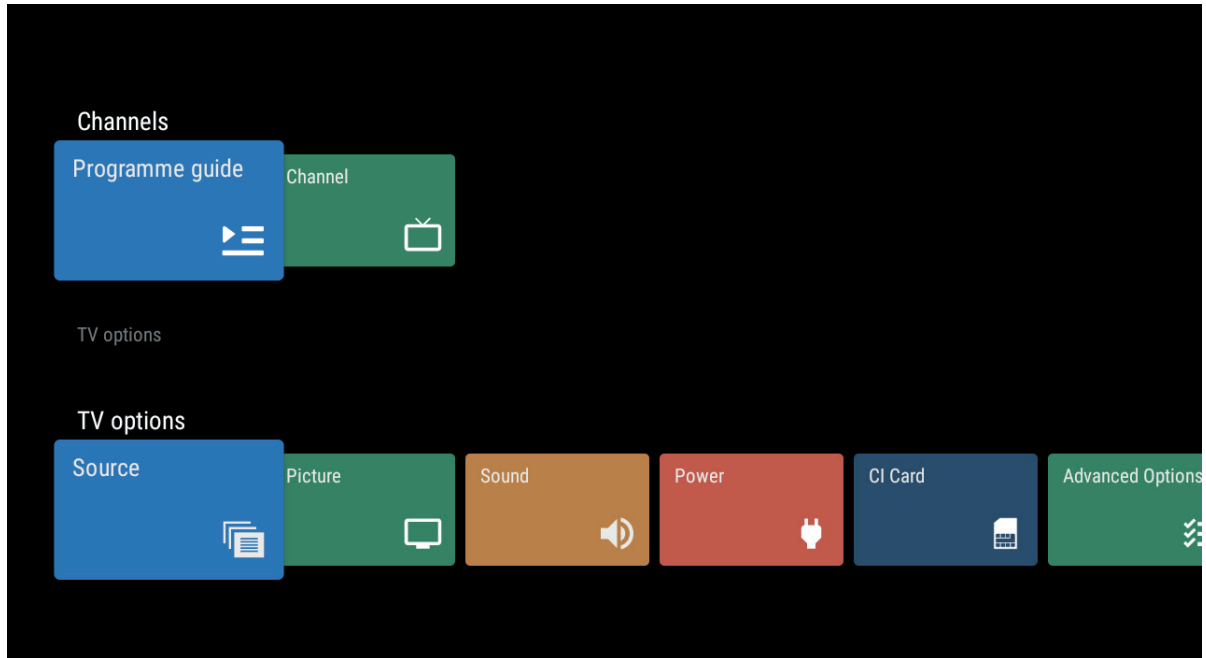 Channels
Programme guide
Channel
TV options
TV options
Source
Picture
Sound
Power
CI Card
Advanced Options